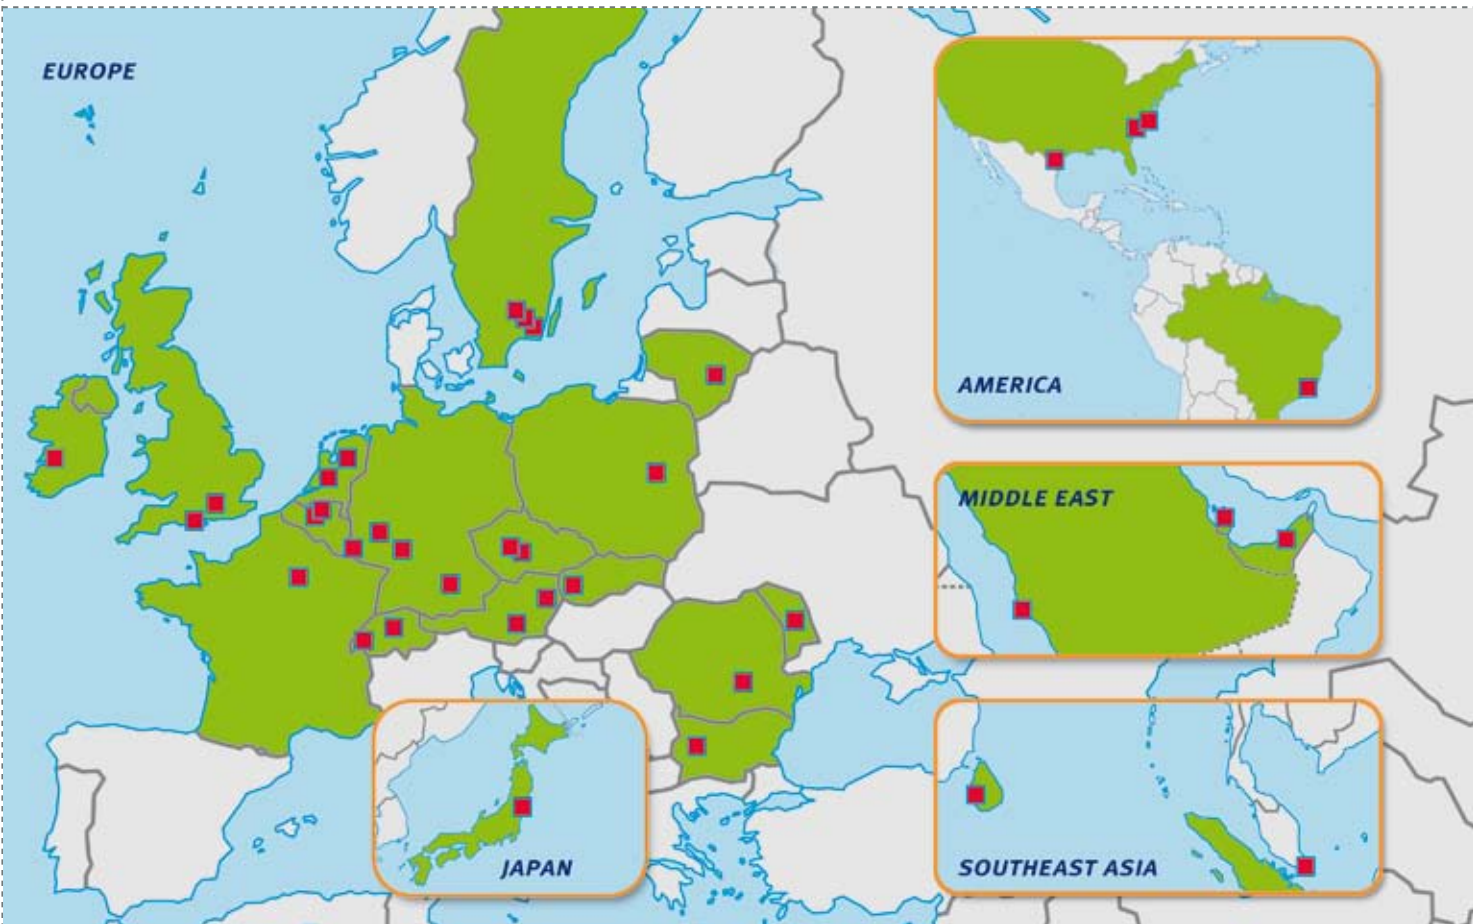 EUROPE
AMERICA
MIDDLE EAST
JAPAN
SOUTHEAST ASIA